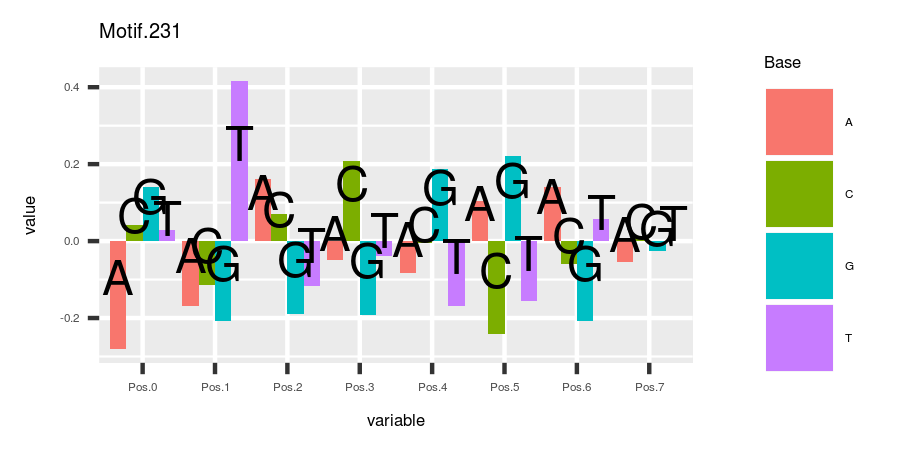 Motif.231
Base
A
C
G
T
value
0.4
0.2
0.0
-0.2
A C G T A C G T A C G T A C G T A C G T A C G T A C G T A C G T
Pos.0 Pos.1 Pos.2 Pos.3 Pos.4 Pos.5 Pos.6 Pos.7
variable